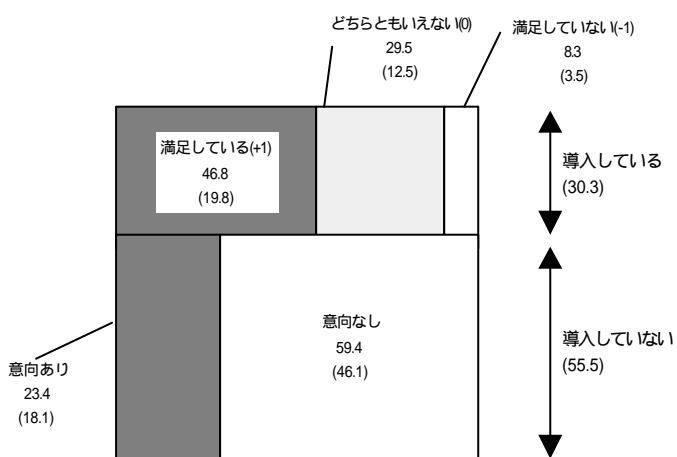 どちらともいえない(0)
29.5
(12.5)
満足していない(-1)
8.3
(3.5)
満足している(+1)
46.8
(19.8)
導入している
(30.3)
意向なし
59.4
(46.1)
導入していない
(55.5)
意向あり
23.4
(18.1)